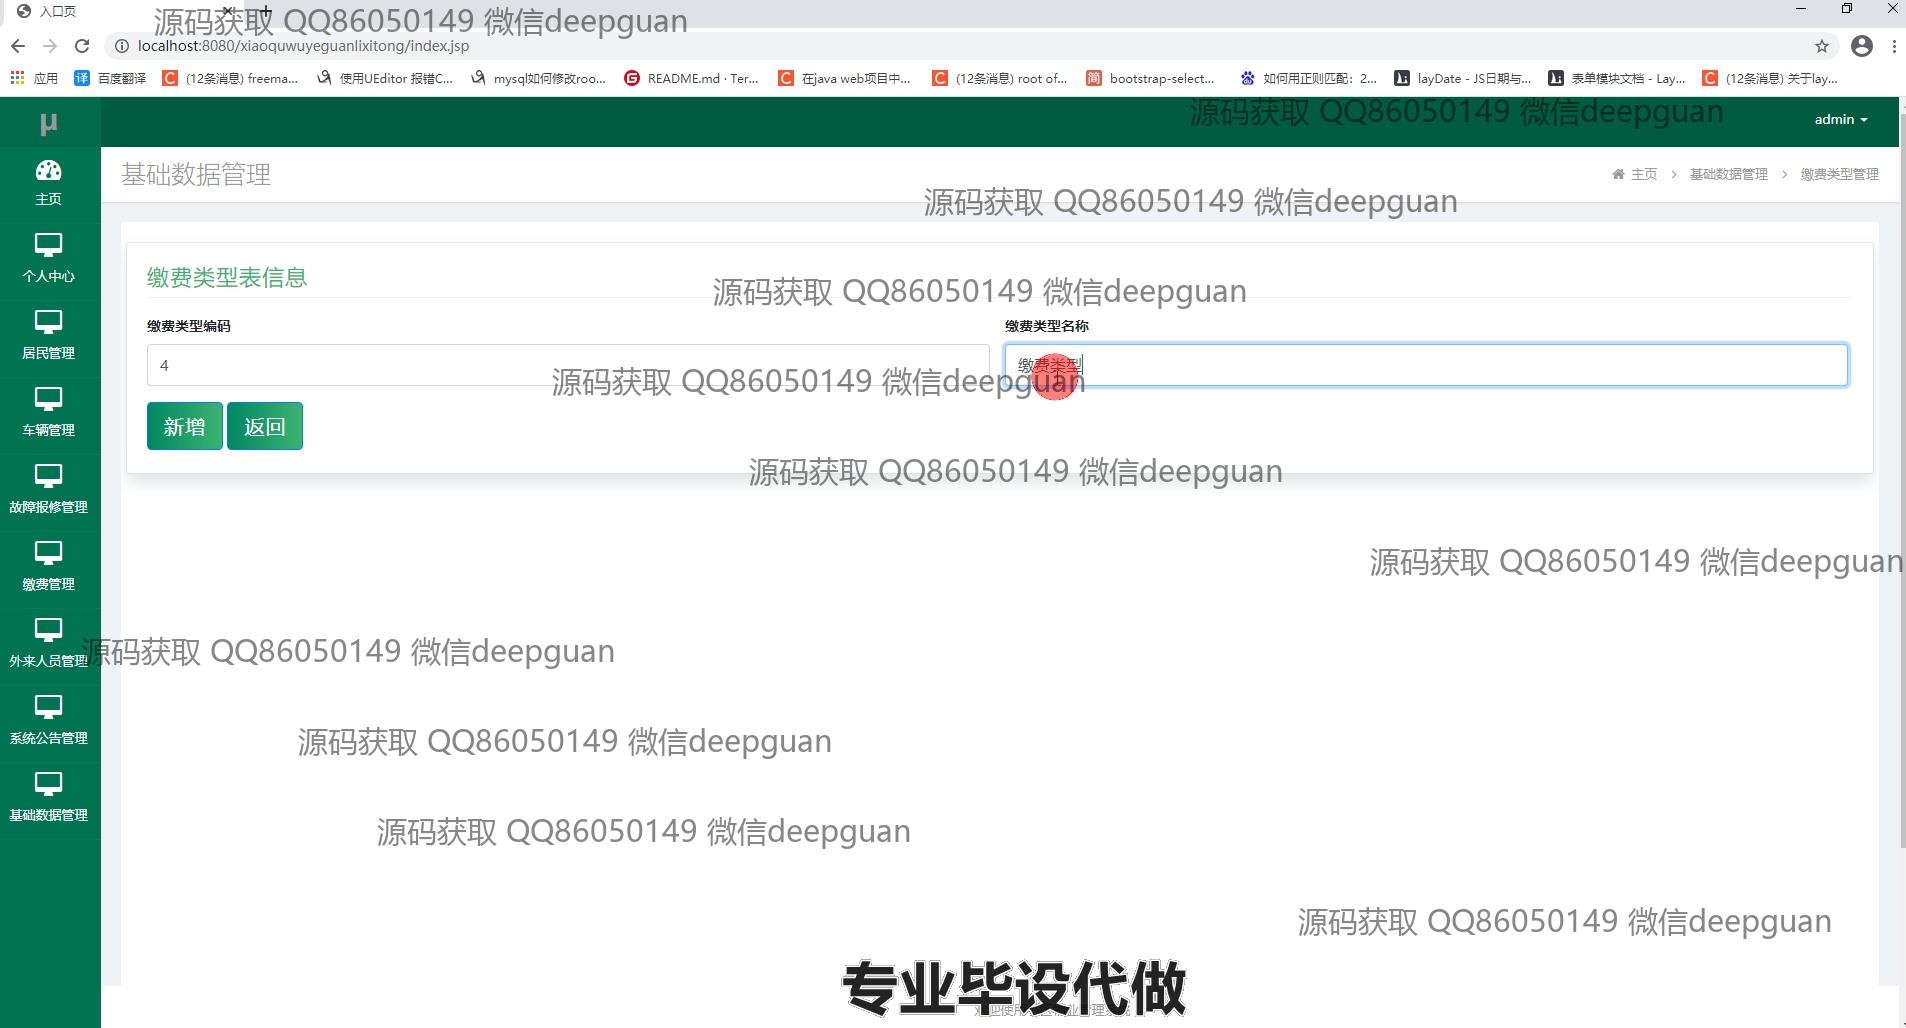 入口页
源码获取 QQ86050149 微信deepguan
localhost:8080/xiaoquwuyeguanlixitong/index.jsp
应用
百度翻译
(12条消息) freema...
使用UEditor 报错C...
mysql如何修改roo...
README.md · Ter...
在java web项目中...
(12条消息) root of...
bootstrap-select...
如何用正则匹配：2...
layDate - JS日期与...
表单模块文档 - Lay...
(12条消息) 关于lay...
μ
源码获取 QQ86050149 微信deepguan
admin
主页
基础数据管理
主页 > 基础数据管理 > 缴费类型管理
源码获取 QQ86050149 微信deepguan
个人中心
缴费类型表信息
源码获取 QQ86050149 微信deepguan
缴费类型编码
缴费类型名称
居民管理
4
缴费类型
源码获取 QQ86050149 微信deepguan
新增
返回
车辆管理
源码获取 QQ86050149 微信deepguan
故障报修管理
源码获取 QQ86050149 微信deepguan
缴费管理
源码获取 QQ86050149 微信deepguan
外来人员管理
源码获取 QQ86050149 微信deepguan
系统公告管理
基础数据管理
源码获取 QQ86050149 微信deepguan
源码获取 QQ86050149 微信deepguan
专业毕设代做